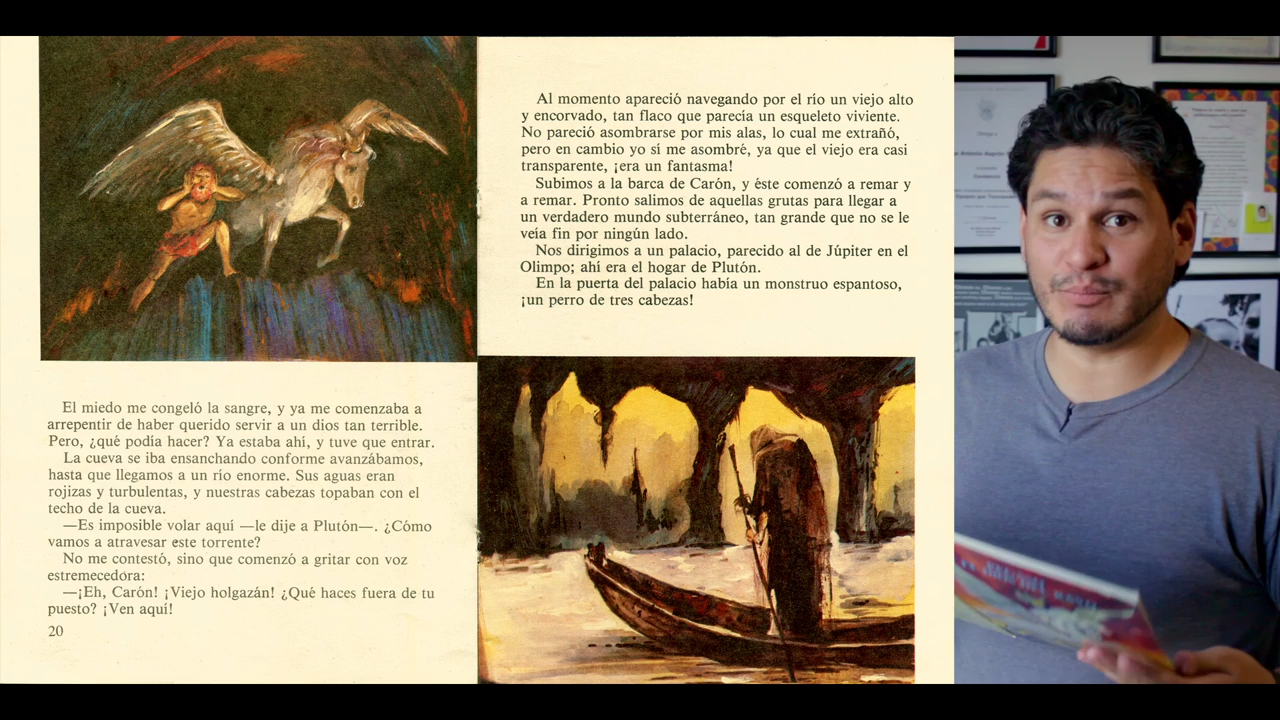 El miedo me congeló la sangre, y ya me comenzaba a
arrepentir de haber querido servir a un dios tan terrible.
Pero, ¿qué podía hacer? Ya estaba ahí, y tuve que entrar.
La cueva se iba ensanchando conforme avanzábamos,
hasta que llegamos a un río enorme. Sus aguas eran
rojizas y turbulentas, y nuestras cabezas topaban con el
techo de la cueva.
—Es imposible volar aquí —le dije a Plutón—. ¿Cómo
vamos a atravesar este torrente?
No me contestó, sino que comenzó a gritar con voz
estremecedora:
—¡Eh, Carón! ¡Viejo holgazán! ¿Qué haces fuera de tu
puesto? ¡Ven aquí!
20
Al momento apareció navegando por el río un viejo alto
y encorvado, tan flaco que parecía un esqueleto viviente.
No pareció asombrarse por mis alas, lo cual me extrañó,
pero en cambio yo sí me asombré, ya que el viejo era casi
transparente, ¡era un fantasma!
Subimos a la barca de Carón, y éste comenzó a remar y
a remar. Pronto salimos de aquellas grutas para llegar a
un verdadero mundo subterráneo, tan grande que no se le
veía fin por ningún lado.
Nos dirigimos a un palacio, parecido al de Júpiter en el
Olimpo; ahí era el hogar de Plutón.
En la puerta del palacio había un monstruo espantoso,
¡un perro de tres cabezas!